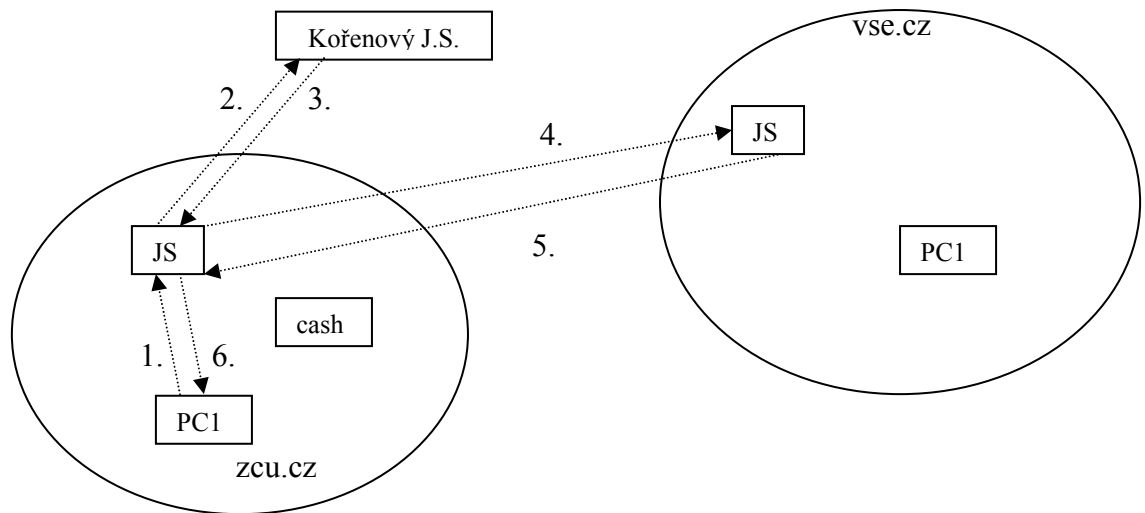 Kořenový J.S.
vse.cz
2.
3.
4.
JS
JS
5.
PC1
cash
1.
6.
PC1
zcu.cz